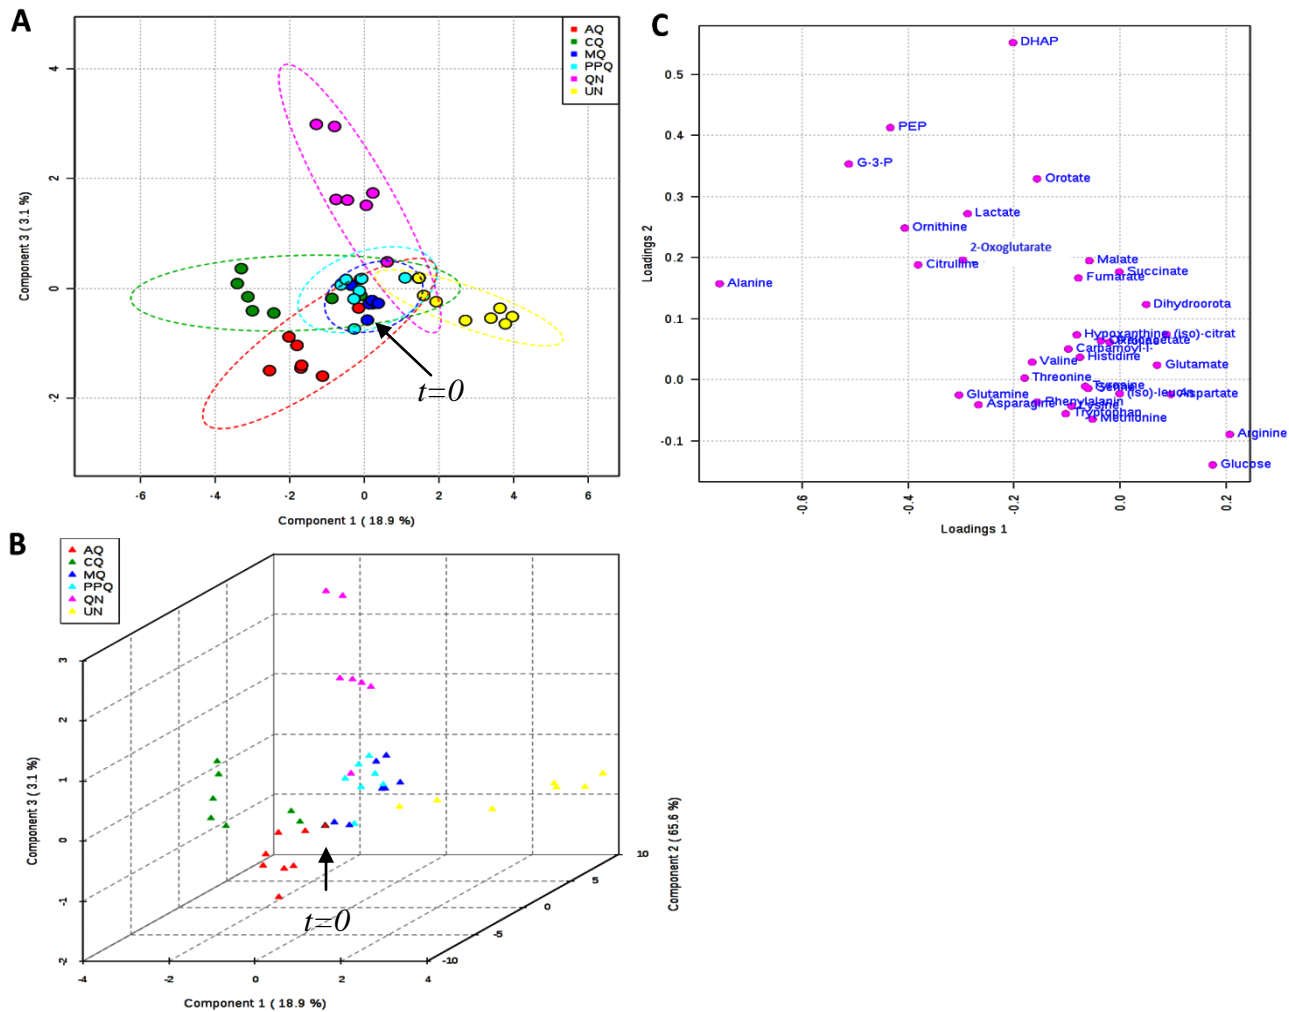 A
AQ
CQ
MQ
PPQ
QN
UN
4
2
0
-2
-6
-4
-2
0
2
4
6
Component 3 ( 3.1 %)
Component 1 ( 18.9 %)
t=0
B
AQ
CQ
MQ
PPQ
QN
UN
3
2
1
0
-1
-2
-4
-2
0
2
4
-10
-5
0
5
10
Component 3 ( 3.1 %)
Component 1 ( 18.9 %)
Component 2 ( 65.6 %)
t=0
C
0.5
0.4
0.3
0.2
0.1
0.0
-0.1
-0.6
-0.4
-0.2
0.0
0.2
Loadings 2
Loadings 1
DHAP
PEP
G-3-P
Orotate
Lactate
Ornithine
2-Oxoglutarate
Citrulline
Malate
Succinate
Fumarate
Alanine
Dihydroorota
Hypoxanthine
(iso)-citrat
Carbamoyl-l-
Histidine
Valine
Glutamate
Threonine
Tyrosine
Glutamine
(iso)-leucin
Aspartate
Asparagine
Phenylalanin
Lysine
Tryptophan
Methionine
Arginine
Glucose